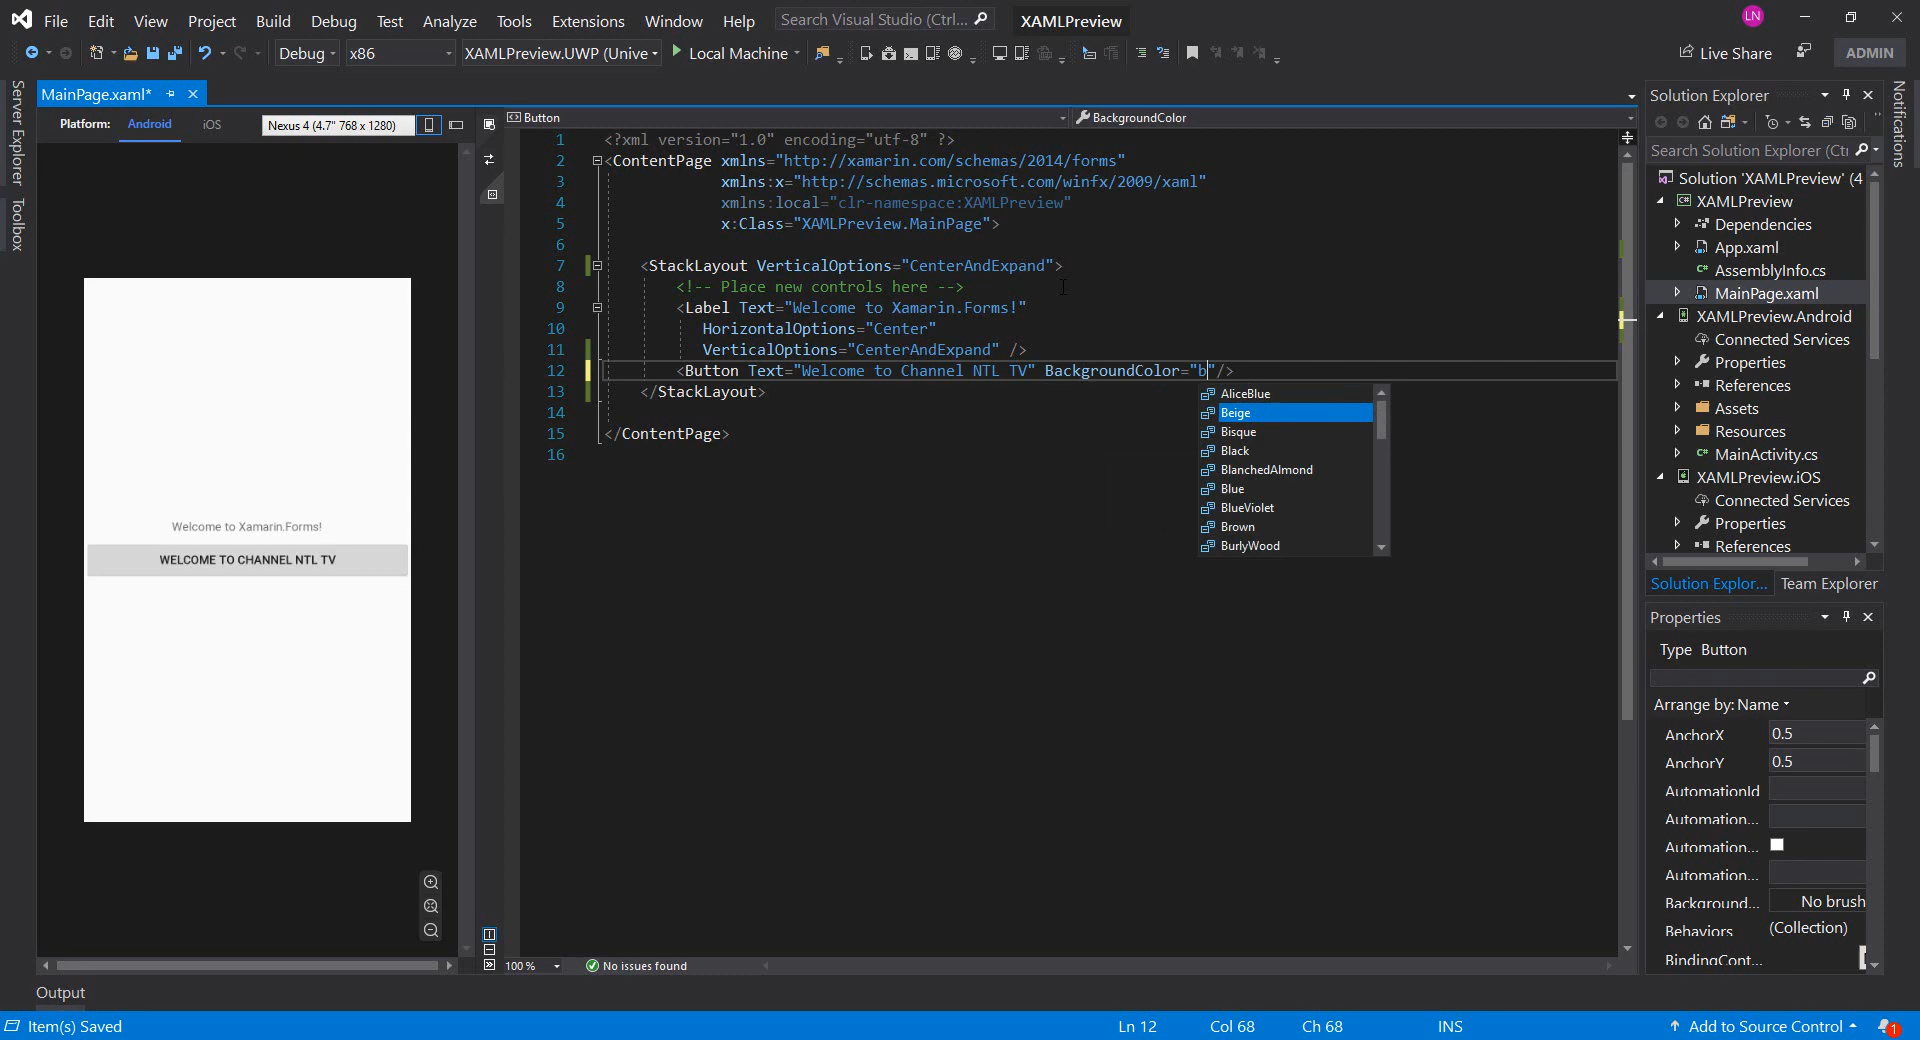 File Edit View Project Build Debug Test Analyze Tools Extensions Window Help Search Visual Studio (Ctrl... XAMLPreview LN
Debug x86 XAMLPreview.UWP (Unive Local Machine Live Share ADMIN
Server Explorer
Toolbox
MainPage.xaml*
Platform: Android iOS Nexus 4 (4.7" 768 x 1280)
Button BackgroundColor
1 <?xml version="1.0" encoding="utf-8" ?>
2 <ContentPage xmlns="http://xamarin.com/schemas/2014/forms"
3 xmlns:x="http://schemas.microsoft.com/winfx/2009/xaml"
4 xmlns:local="clr-namespace:XAMLPreview"
5 x:Class="XAMLPreview.MainPage">
6
7 <StackLayout VerticalOptions="CenterAndExpand">
8 <!-- Place new controls here -->
9 <Label Text="Welcome to Xamarin.Forms!"
10 HorizontalOptions="Center"
11 VerticalOptions="CenterAndExpand" />
12 <Button Text="Welcome to Channel NTL TV" BackgroundColor="b"/>
13 </StackLayout>
14
15 </ContentPage>
16
AliceBlue
Beige
Bisque
Black
BlanchedAlmond
Blue
BlueViolet
Brown
BurlyWood
Welcome to Xamarin.Forms!
WELCOME TO CHANNEL NTL TV
100 % No issues found
Solution Explorer
Search Solution Explorer (Ctrl
Solution 'XAMLPreview' (4
XAMLPreview
Dependencies
App.xaml
AssemblyInfo.cs
MainPage.xaml
XAMLPreview.Android
Connected Services
Properties
References
Assets
Resources
MainActivity.cs
XAMLPreview.iOS
Connected Services
Properties
References
Solution Explor... Team Explorer
Properties
Type Button
Arrange by: Name
AnchorX 0.5
AnchorY 0.5
AutomationId
Automation...
Automation...
Automation...
Background... No brush
Behaviors (Collection)
BindingCont...
Notifications
Output
Item(s) Saved Ln 12 Col 68 Ch 68 INS Add to Source Control 1